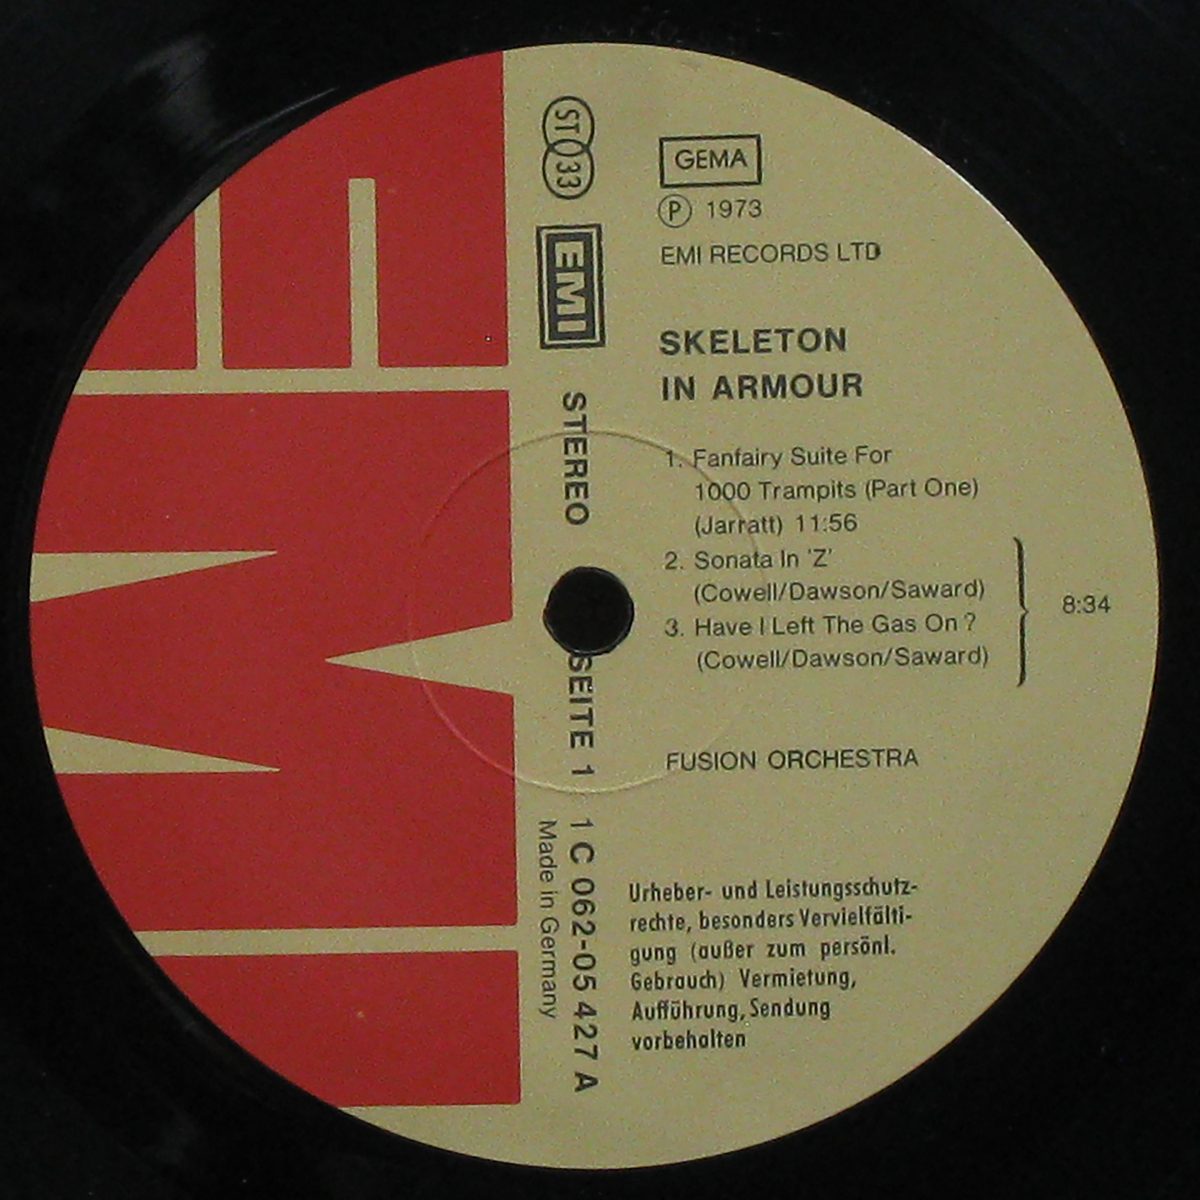 ST 33
EMI
STEREO
SEITE 1
1 C 062-05 427 A
Made in Germany
GEMA
Ⓟ 1973
EMI RECORDS LTD
SKELETON
IN ARMOUR
1. Fanfairy Suite For
1000 Trampits (Part One)
(Jarratt) 11:56
2. Sonata In 'Z'
(Cowell/Dawson/Saward)
8:34
3. Have I Left The Gas On ?
(Cowell/Dawson/Saward)
FUSION ORCHESTRA
Urheber- und Leistungsschutz-
rechte, besonders Vervielfälti-
gung (außer zum persönl.
Gebrauch) Vermietung,
Aufführung, Sendung
vorbehalten